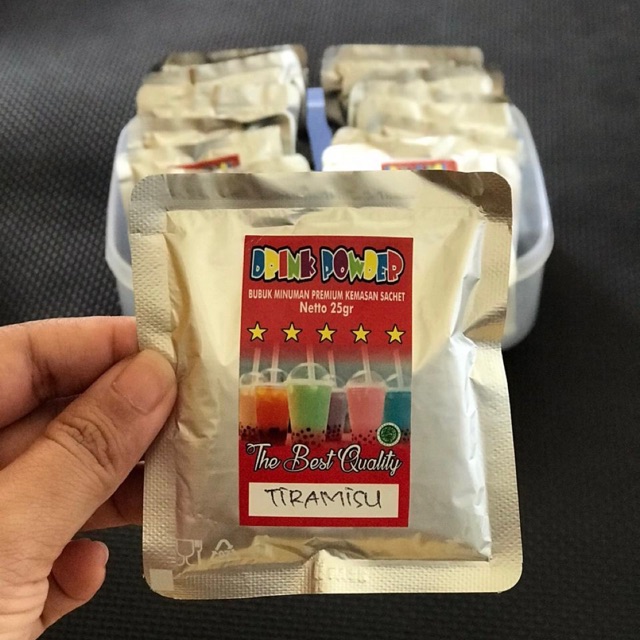 DRINK POWDER
BUBUK MINUMAN PREMIUM KEMASAN SACHET
Netto 25gr
The Best Quality
TIRAMISU